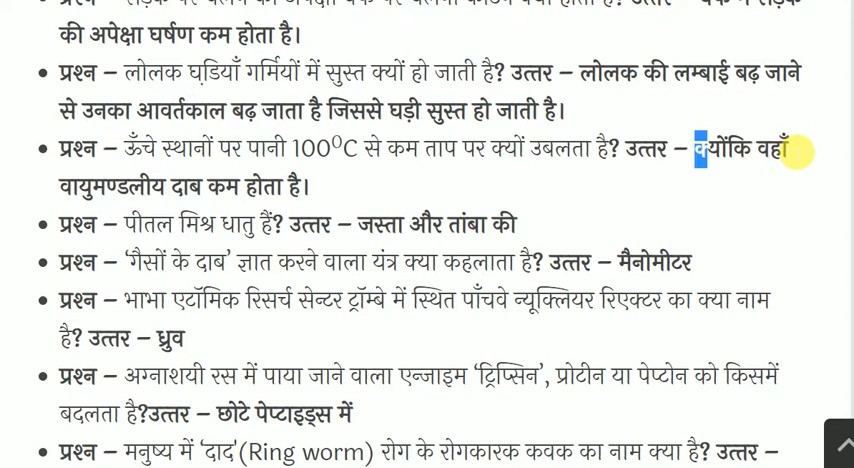 की अपेक्षा घर्षण कम होता है।
प्रश्न – लोलक घडि़याँ गर्मियों में सुस्त क्यों हो जाती है? उत्तर – लोलक की लम्बाई बढ़ जाने
से उनका आवर्तकाल बढ़ जाता है जिससे घड़ी सुस्त हो जाती है।
प्रश्न – ऊँचे स्थानों पर पानी 100⁰C से कम ताप पर क्यों उबलता है? उत्तर – क्योंकि वहाँ
वायुमण्डलीय दाब कम होता है।
प्रश्न – पीतल मिश्र धातु हैं? उत्तर – जस्ता और तांबा की
प्रश्न – ‘गैसों के दाब’ ज्ञात करने वाला यंत्र क्या कहलाता है? उत्तर – मैनोमीटर
प्रश्न – भाभा एटॉमिक रिसर्च सेन्टर ट्रॉम्बे में स्थित पाँचवे न्यूक्लियर रिएक्टर का क्या नाम
है? उत्तर – ध्रुव
प्रश्न – अग्नाशयी रस में पाया जाने वाला एन्जाइम ‘ट्रिप्सिन’, प्रोटीन या पेप्टोन को किसमें
बदलता है?उत्तर – छोटे पेप्टाइड्स में
प्रश्न – मनुष्य में ‘दाद'(Ring worm) रोग के रोगकारक कवक का नाम क्या है? उत्तर –